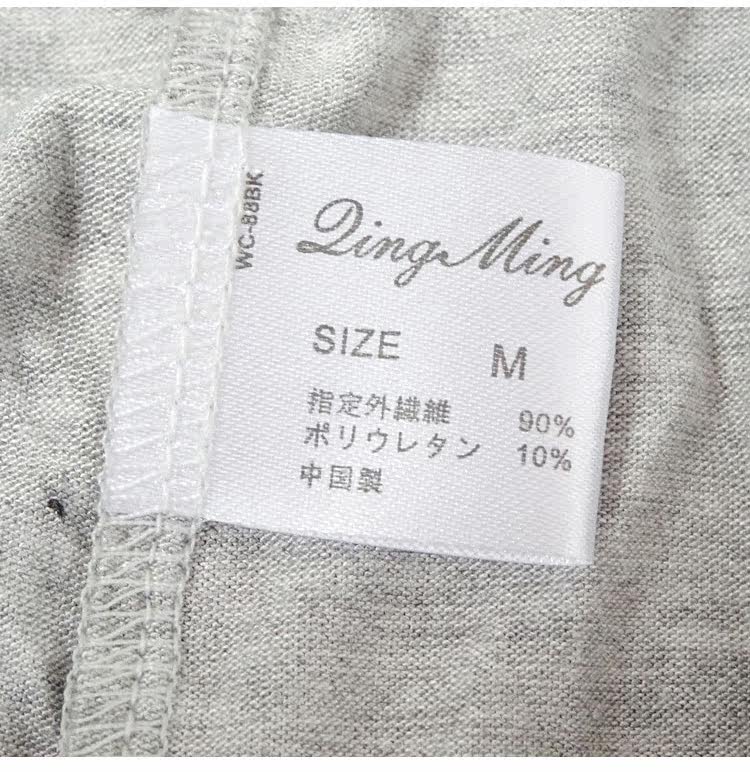 WC-88BK
Qing Ming
SIZE M
指定外繊維 90%
ポリウレタン 10%
中国製